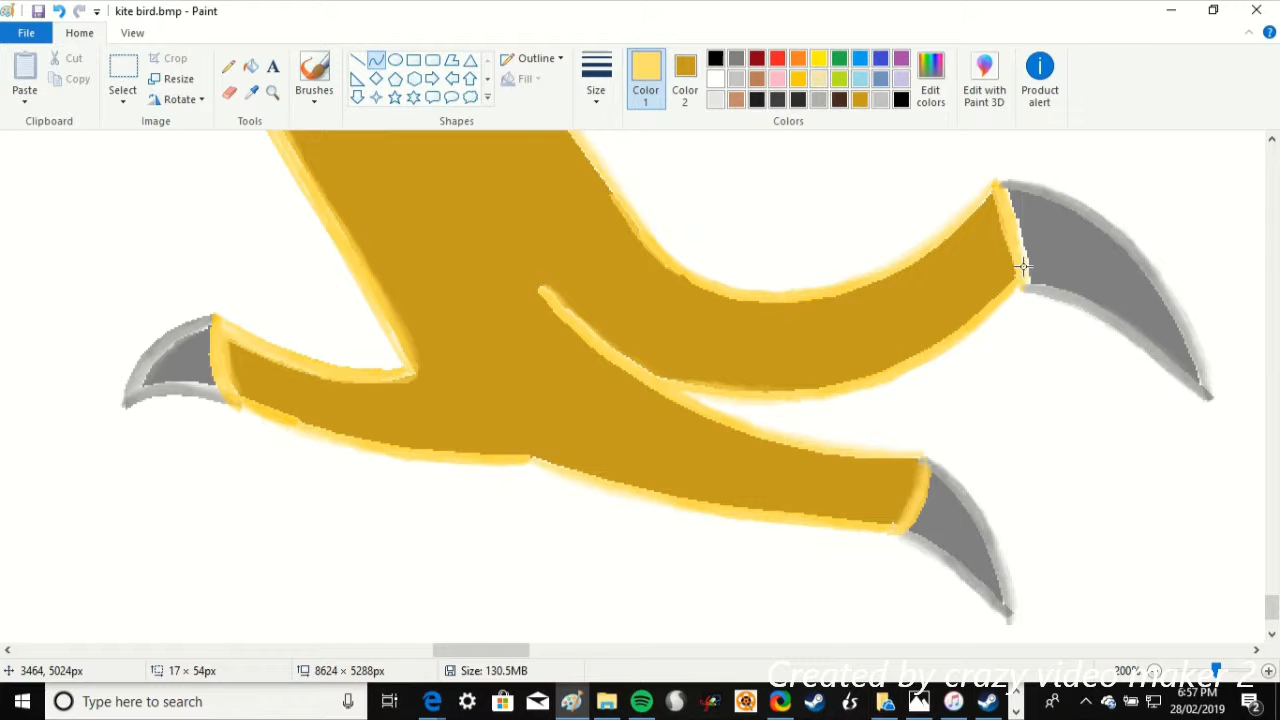 kite bird.bmp - Paint
File Home View
Paste Cut Copy
Clipboard
Select Crop Resize Rotate
Image
A
Tools
Brushes
Shapes
Outline Fill
Size
Color 1 Color 2
Colors
Edit colors
Edit with Paint 3D
Product alert
3464, 5024px 17 × 54px 8624 × 5288px Size: 130.5MB 200%
Created by crazy video maker 2
Type here to search
6:57 PM
28/02/2019
2